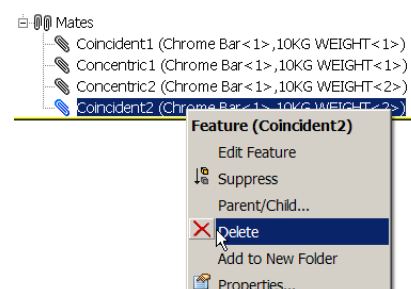 Mates
Coincident1 (Chrome Bar<1>,10KG WEIGHT<1>)
Concentric1 (Chrome Bar<1>,10KG WEIGHT<1>)
Concentric2 (Chrome Bar<1>,10KG WEIGHT<2>)
Coincident2 (Chrome Bar<1>,10KG WEIGHT<2>)
Feature (Coincident2)
Edit Feature
Suppress
Parent/Child...
Delete
Add to New Folder
Properties...